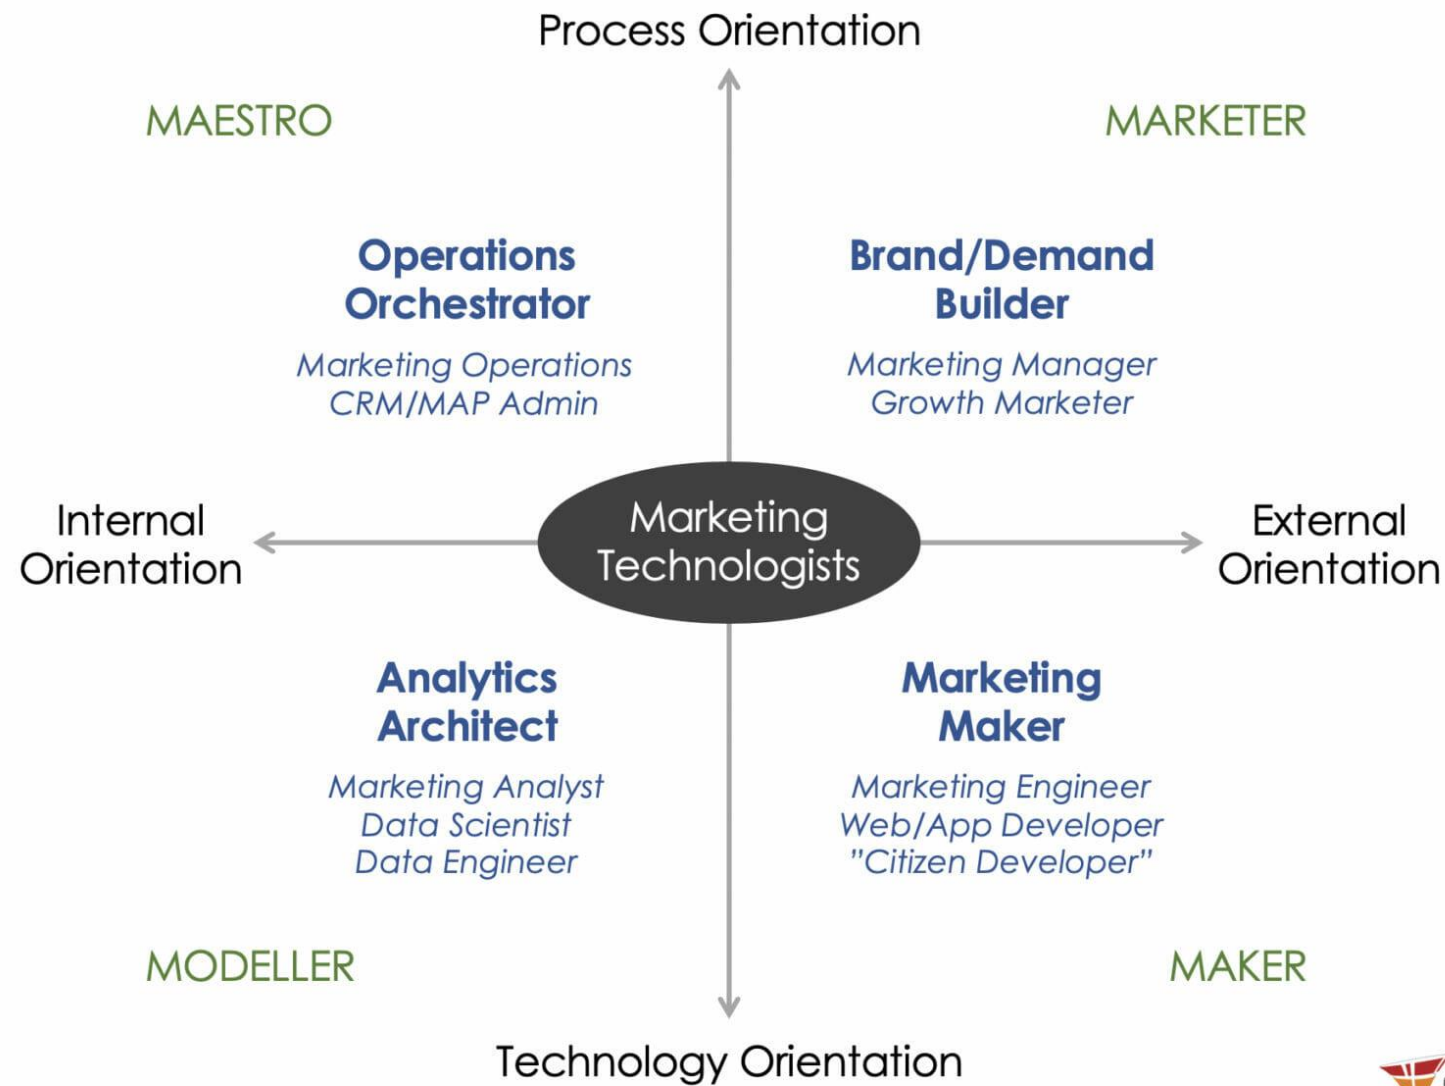 Process Orientation
MAESTRO
MARKETER
Operations
Orchestrator
Marketing Operations
CRM/MAP Admin
Brand/Demand
Builder
Marketing Manager
Growth Marketer
Internal
Orientation
Marketing
Technologists
External
Orientation
Analytics
Architect
Marketing Analyst
Data Scientist
Data Engineer
Marketing
Maker
Marketing Engineer
Web/App Developer
”Citizen Developer”
MODELLER
MAKER
Technology Orientation